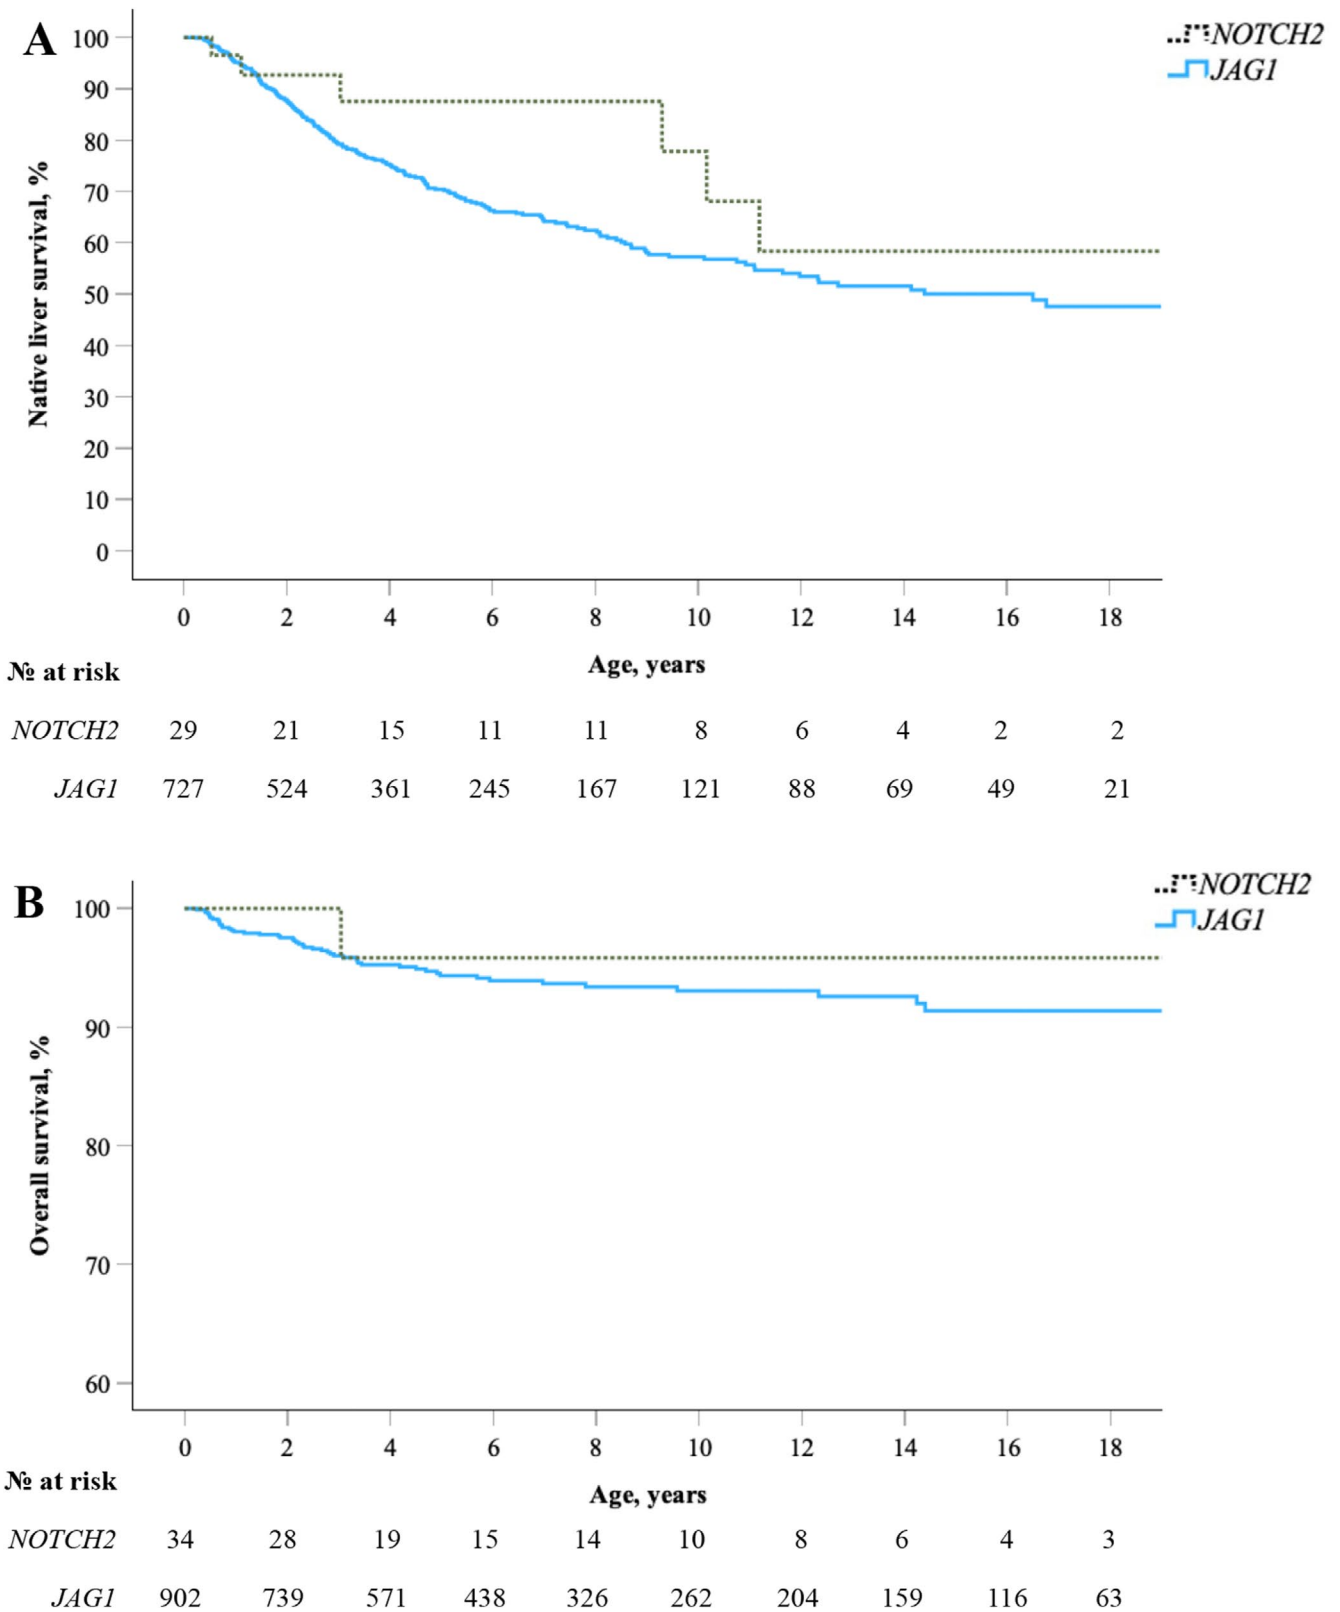 A
NOTCH2
JAG1
Native liver survival, %
100
90
80
70
60
50
40
30
20
10
0
0 2 4 6 8 10 12 14 16 18
Age, years
№ at risk
NOTCH2 29 21 15 11 11 8 6 4 2 2
JAG1 727 524 361 245 167 121 88 69 49 21
B
NOTCH2
JAG1
Overall survival, %
100
90
80
70
60
0 2 4 6 8 10 12 14 16 18
Age, years
№ at risk
NOTCH2 34 28 19 15 14 10 8 6 4 3
JAG1 902 739 571 438 326 262 204 159 116 63